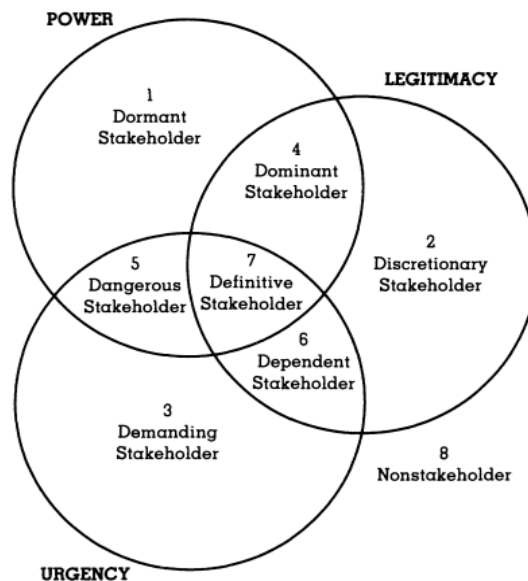 POWER
LEGITIMACY
1
Dormant
Stakeholder
4
Dominant
Stakeholder
2
Discretionary
Stakeholder
5
Dangerous
Stakeholder
7
Definitive
Stakeholder
6
Dependent
Stakeholder
3
Demanding
Stakeholder
8
Nonstakeholder
URGENCY